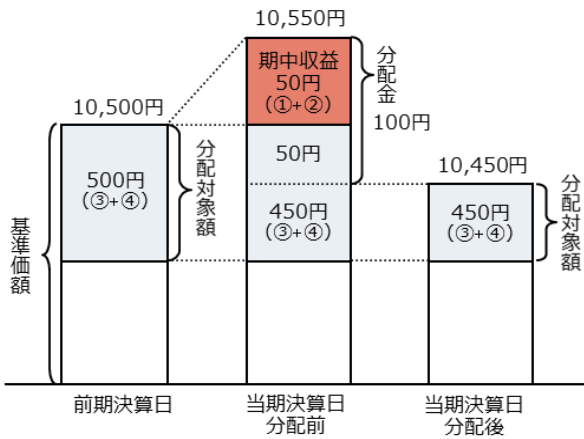 10,550円
期中収益
50円
(①+②)
分配金
100円
10,500円
500円
(③+④)
分配対象額
50円
450円
(③+④)
10,450円
450円
(③+④)
分配対象額
基準価額
前期決算日
当期決算日
分配前
当期決算日
分配後